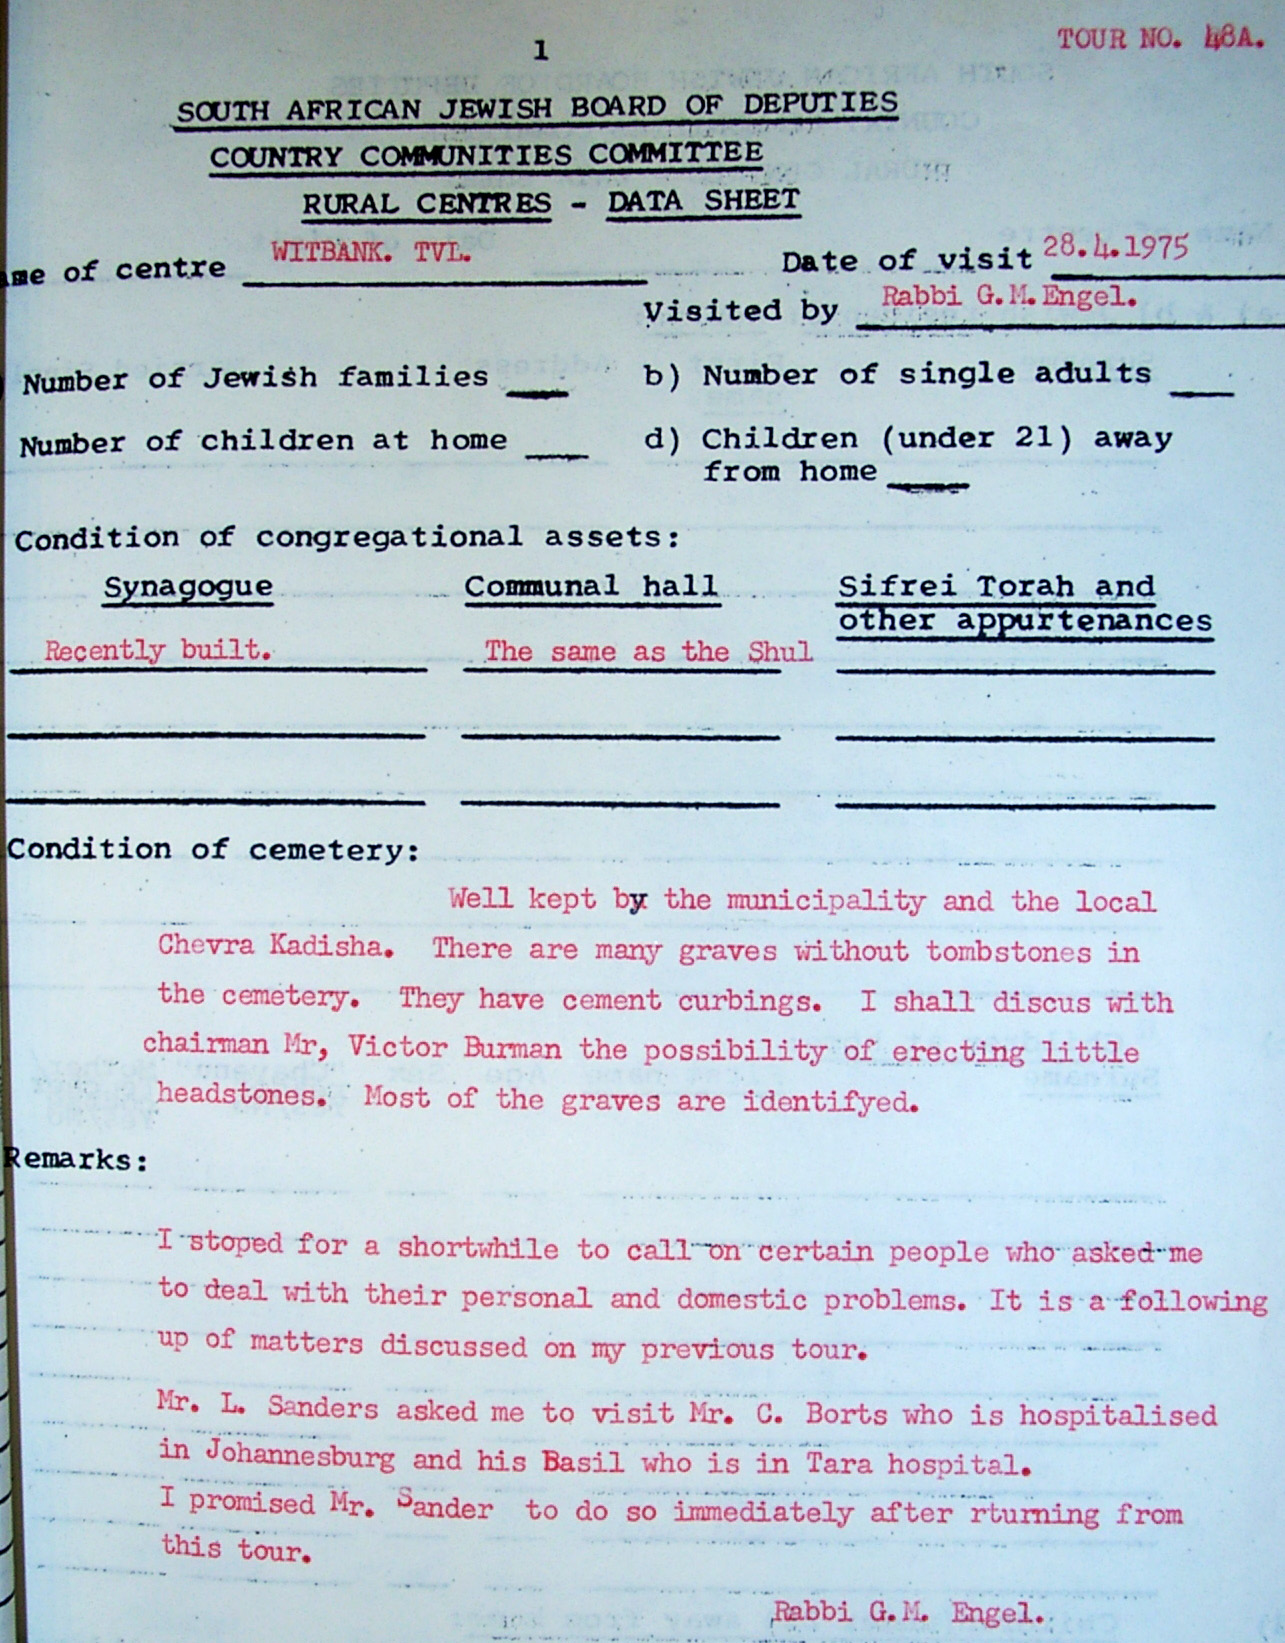 TOUR NO. 48A.
1
SOUTH AFRICAN JEWISH BOARD OF DEPUTIES
COUNTRY COMMUNITIES COMMITTEE
RURAL CENTRES - DATA SHEET
ame of centre WITBANK. TVL. Date of visit 28.4.1975
Visited by Rabbi G.M. Engel.
Number of Jewish families ___ b) Number of single adults ___
Number of children at home ___ d) Children (under 21) away
from home ___
Condition of congregational assets:
Synagogue Communal hall Sifrei Torah and
other appurtenances
Recently built. The same as the Shul
Condition of cemetery:
Well kept by the municipality and the local
Chevra Kadisha. There are many graves without tombstones in
the cemetery. They have cement curbings. I shall discus with
chairman Mr, Victor Burman the possibility of erecting little
headstones. Most of the graves are identifyed.
Remarks:
I stoped for a shortwhile to call on certain people who asked me
to deal with their personal and domestic problems. It is a following
up of matters discussed on my previous tour.
Mr. L. Sanders asked me to visit Mr. C. Borts who is hospitalised
in Johannesburg and his Basil who is in Tara hospital.
I promised Mr. Sander to do so immediately after rturning from
this tour.
Rabbi G.M. Engel.